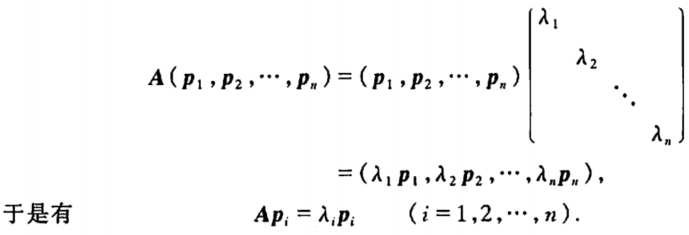 A(p₁,p₂,⋯,pₙ)=(p₁,p₂,⋯,pₙ)(λ₁ λ₂ ⋱ λₙ)
=(λ₁p₁,λ₂p₂,⋯,λₙpₙ),
于是有 Apᵢ=λᵢpᵢ (i=1,2,⋯,n).